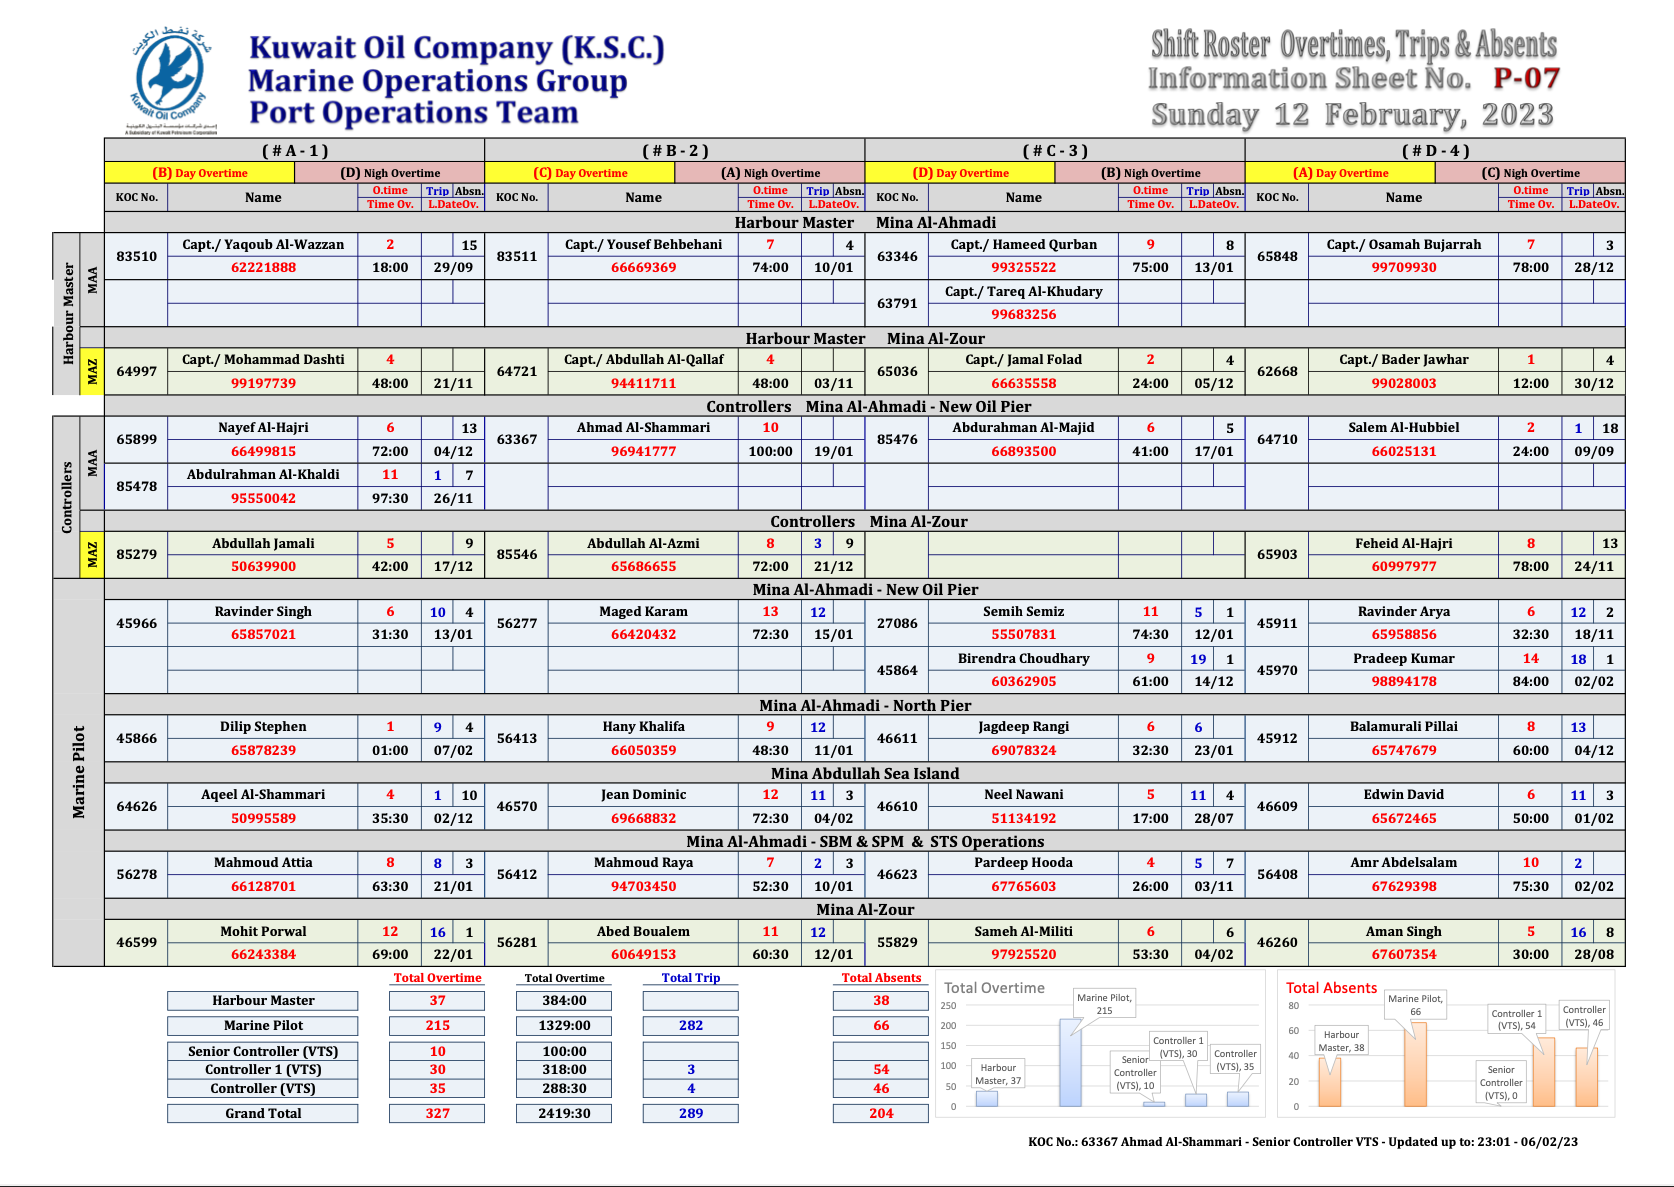 شركة نفط الكويت
Kuwait Oil Company
A Subsidiary of Kuwait Petroleum Corporation
Kuwait Oil Company (K.S.C.)
Marine Operations Group
Port Operations Team
Shift Roster Overtimes, Trips & Absents
Information Sheet No. P-07
Sunday 12 February, 2023
( # A - 1 ) ( # B - 2 ) ( # C - 3 ) ( # D - 4 )
(B) Day Overtime (D) Nigh Overtime (C) Day Overtime (A) Nigh Overtime (D) Day Overtime (B) Nigh Overtime (A) Day Overtime (C) Nigh Overtime
KOC No. Name O.time Trip Absn. KOC No. Name O.time Trip Absn. KOC No. Name O.time Trip Absn. KOC No. Name O.time Trip Absn.
Time Ov. L.DateOv. Time Ov. L.DateOv. Time Ov. L.DateOv. Time Ov. L.DateOv.
Harbour Master Mina Al-Ahmadi
Harbour Master
MAA
83510 Capt./ Yaqoub Al-Wazzan 2 15 83511 Capt./ Yousef Behbehani 7 4 63346 Capt./ Hameed Qurban 9 8 65848 Capt./ Osamah Bujarrah 7 3
62221888 18:00 29/09 66669369 74:00 10/01 99325522 75:00 13/01 99709930 78:00 28/12
63791 Capt./ Tareq Al-Khudary
99683256
Harbour Master Mina Al-Zour
MAZ
64997 Capt./ Mohammad Dashti 4 64721 Capt./ Abdullah Al-Qallaf 4 65036 Capt./ Jamal Folad 2 4 62668 Capt./ Bader Jawhar 1 4
99197739 48:00 21/11 94411711 48:00 03/11 66635558 24:00 05/12 99028003 12:00 30/12
Controllers Mina Al-Ahmadi - New Oil Pier
Controllers
MAA
65899 Nayef Al-Hajri 6 13 63367 Ahmad Al-Shammari 10 85476 Abdurahman Al-Majid 6 5 64710 Salem Al-Hubbiel 2 1 18
66499815 72:00 04/12 96941777 100:00 19/01 66893500 41:00 17/01 66025131 24:00 09/09
85478 Abdulrahman Al-Khaldi 11 1 7
95550042 97:30 26/11
Controllers Mina Al-Zour
MAZ
85279 Abdullah Jamali 5 9 85546 Abdullah Al-Azmi 8 3 9 65903 Feheid Al-Hajri 8 13
50639900 42:00 17/12 65686655 72:00 21/12 60997977 78:00 24/11
Mina Al-Ahmadi - New Oil Pier
Marine Pilot
45966 Ravinder Singh 6 10 4 56277 Maged Karam 13 12 27086 Semih Semiz 11 5 1 45911 Ravinder Arya 6 12 2
65857021 31:30 13/01 66420432 72:30 15/01 55507831 74:30 12/01 65958856 32:30 18/11
45864 Birendra Choudhary 9 19 1 45970 Pradeep Kumar 14 18 1
60362905 61:00 14/12 98894178 84:00 02/02
Mina Al-Ahmadi - North Pier
45866 Dilip Stephen 1 9 4 56413 Hany Khalifa 9 12 46611 Jagdeep Rangi 6 6 45912 Balamurali Pillai 8 13
65878239 01:00 07/02 66050359 48:30 11/01 69078324 32:30 23/01 65747679 60:00 04/12
Mina Abdullah Sea Island
64626 Aqeel Al-Shammari 4 1 10 46570 Jean Dominic 12 11 3 46610 Neel Nawani 5 11 4 46609 Edwin David 6 11 3
50995589 35:30 02/12 69668832 72:30 04/02 51134192 17:00 28/07 65672465 50:00 01/02
Mina Al-Ahmadi - SBM & SPM & STS Operations
56278 Mahmoud Attia 8 8 3 56412 Mahmoud Raya 7 2 3 46623 Pardeep Hooda 4 5 7 56408 Amr Abdelsalam 10 2
66128701 63:30 21/01 94703450 52:30 10/01 67765603 26:00 03/11 67629398 75:30 02/02
Mina Al-Zour
46599 Mohit Porwal 12 16 1 56281 Abed Boualem 11 12 55829 Sameh Al-Militi 6 6 46260 Aman Singh 5 16 8
66243384 69:00 22/01 60649153 60:30 12/01 97925520 53:30 04/02 67607354 30:00 28/08
Total Overtime Total Overtime Total Trip Total Absents
Harbour Master 37 384:00 38
Marine Pilot 215 1329:00 282 66
Senior Controller (VTS) 10 100:00
Controller 1 (VTS) 30 318:00 3 54
Controller (VTS) 35 288:30 4 46
Grand Total 327 2419:30 289 204
Total Overtime
250
200
150
100
50
0
Harbour Master, 37
Marine Pilot, 215
Senior Controller (VTS), 10
Controller 1 (VTS), 30
Controller (VTS), 35
Total Absents
80
60
40
20
0
Harbour Master, 38
Marine Pilot, 66
Senior Controller (VTS), 0
Controller 1 (VTS), 54
Controller (VTS), 46
KOC No.: 63367 Ahmad Al-Shammari - Senior Controller VTS - Updated up to: 23:01 - 06/02/23